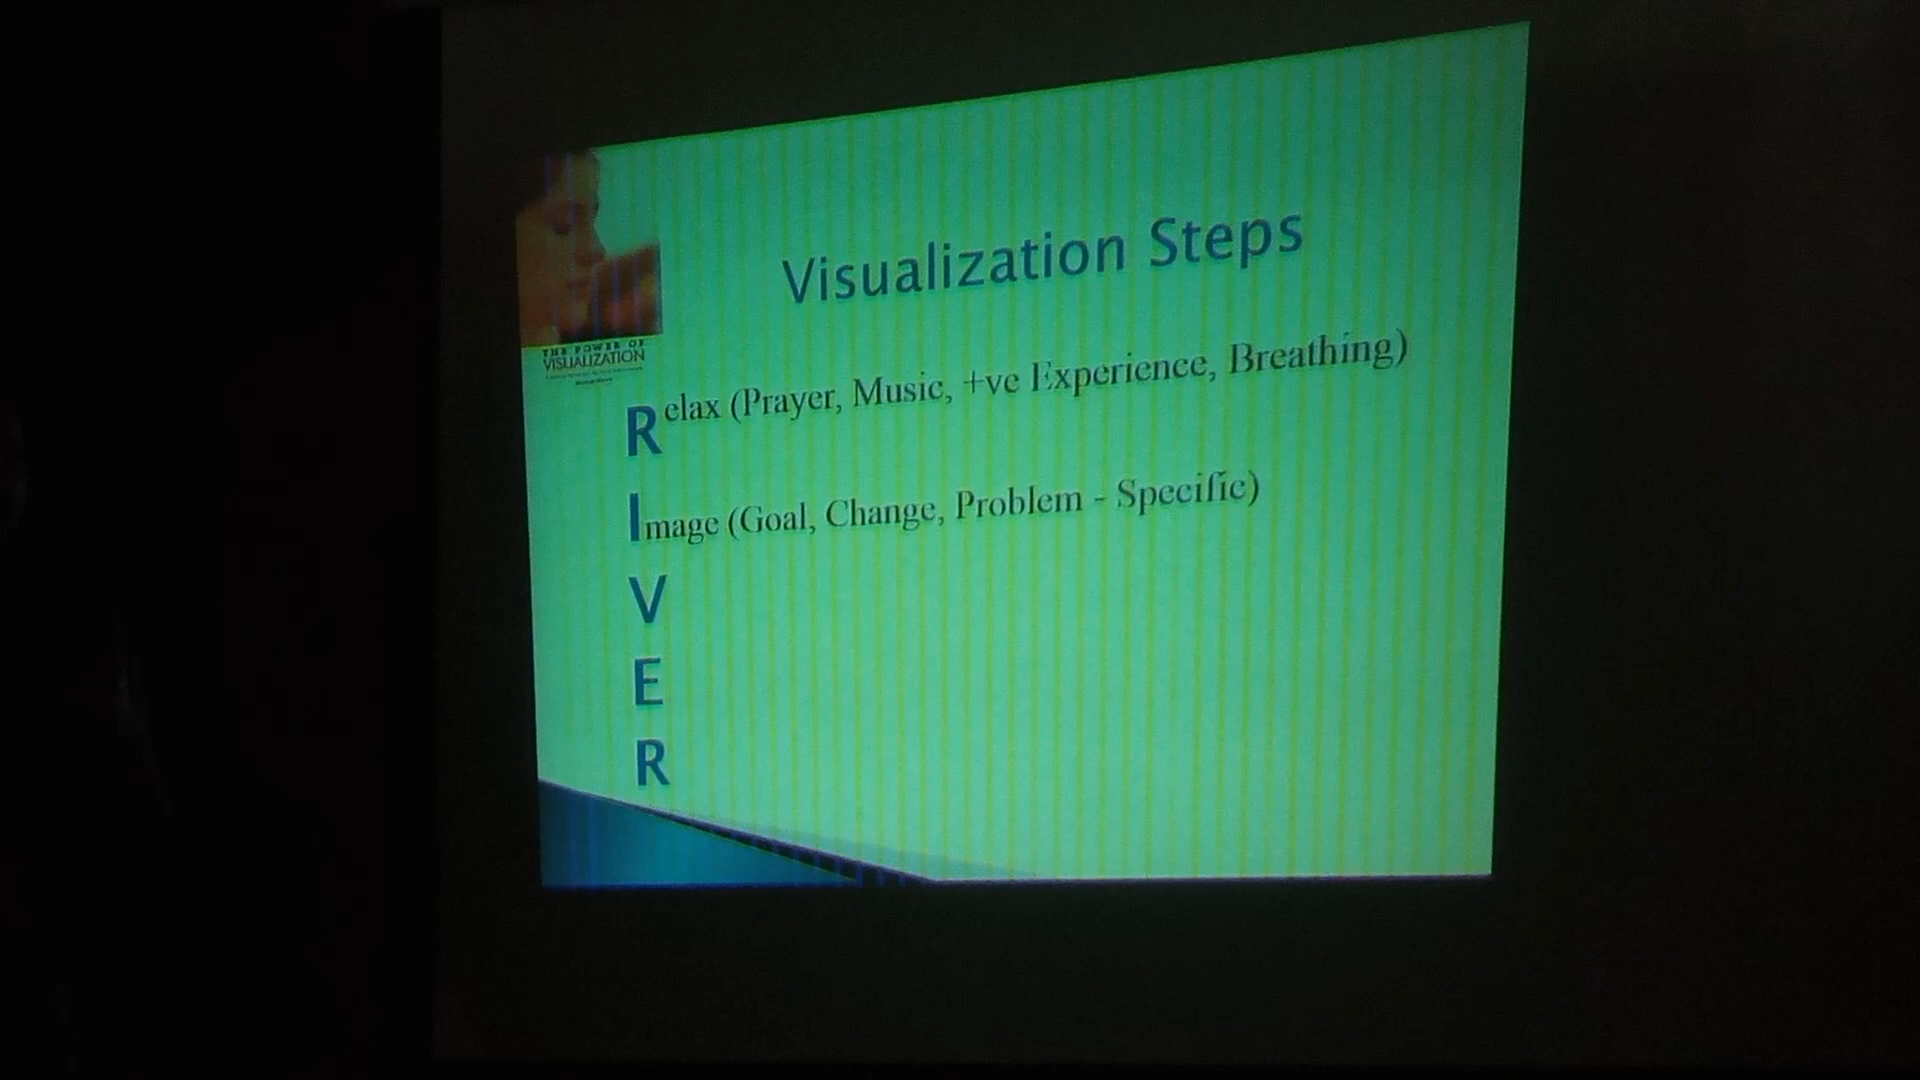 Visualization Steps
THE POWER OF
VISUALIZATION
Relax (Prayer, Music, +ve Experience, Breathing)
Image (Goal, Change, Problem - Specific)
V
E
R